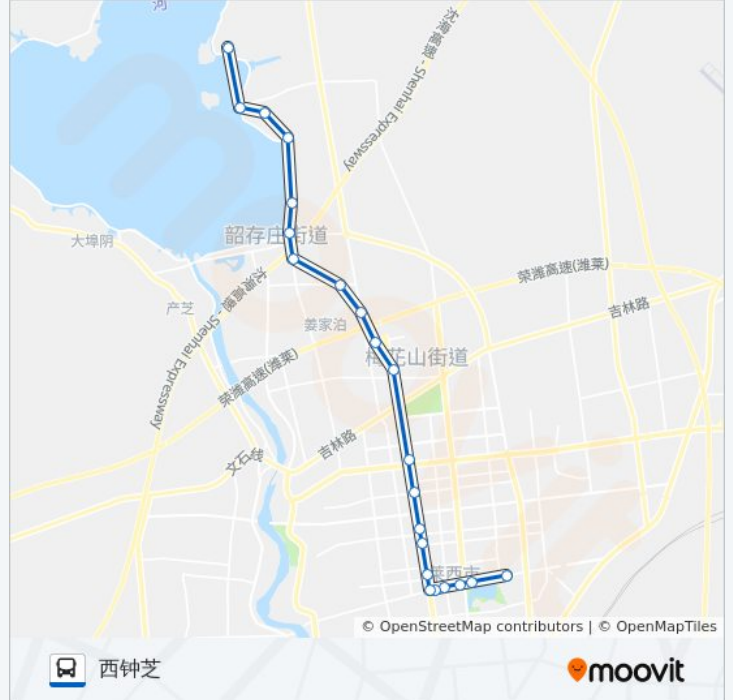 河
沈海高速 - Shenhai Expressway
韶存庄街道
大埠阴
荣潍高速(潍莱)
沈海高速 - Shenhai Expressway
产芝
吉林路
姜家泊
梅花山街道
荣潍高速(潍莱)
吉林路
文石线
莱西市
© OpenStreetMap contributors | © OpenMapTiles
西钟芝
moovit